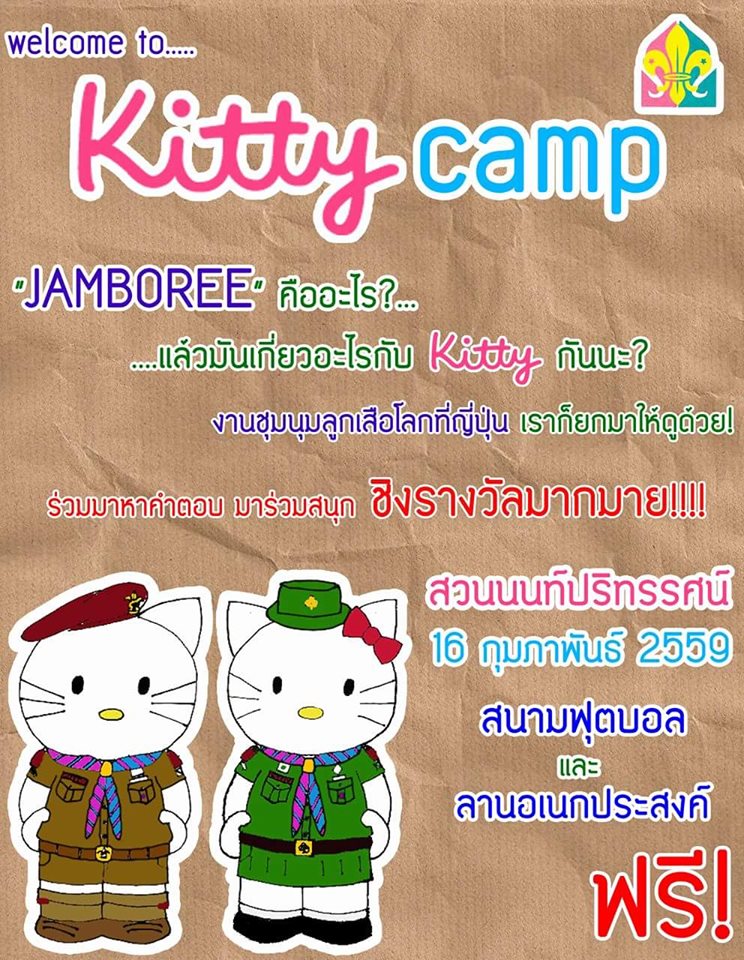 welcome to.....
Kitty camp
"JAMBOREE" คืออะไร?...
....แล้วมันเกี่ยวอะไรกับ Kitty กันนะ?
งานชุมนุมลูกเสือโลกที่ญี่ปุ่น เราก็ยกมาให้ดูด้วย!
ร่วมมาหาคำตอบ มาร่วมสนุก ชิงรางวัลมากมาย!!!!
สวนนนท์ปริทรรศน์
16 กุมภาพันธ์ 2559
สนามฟุตบอล
และ
ลานอเนกประสงค์
ฟรี!